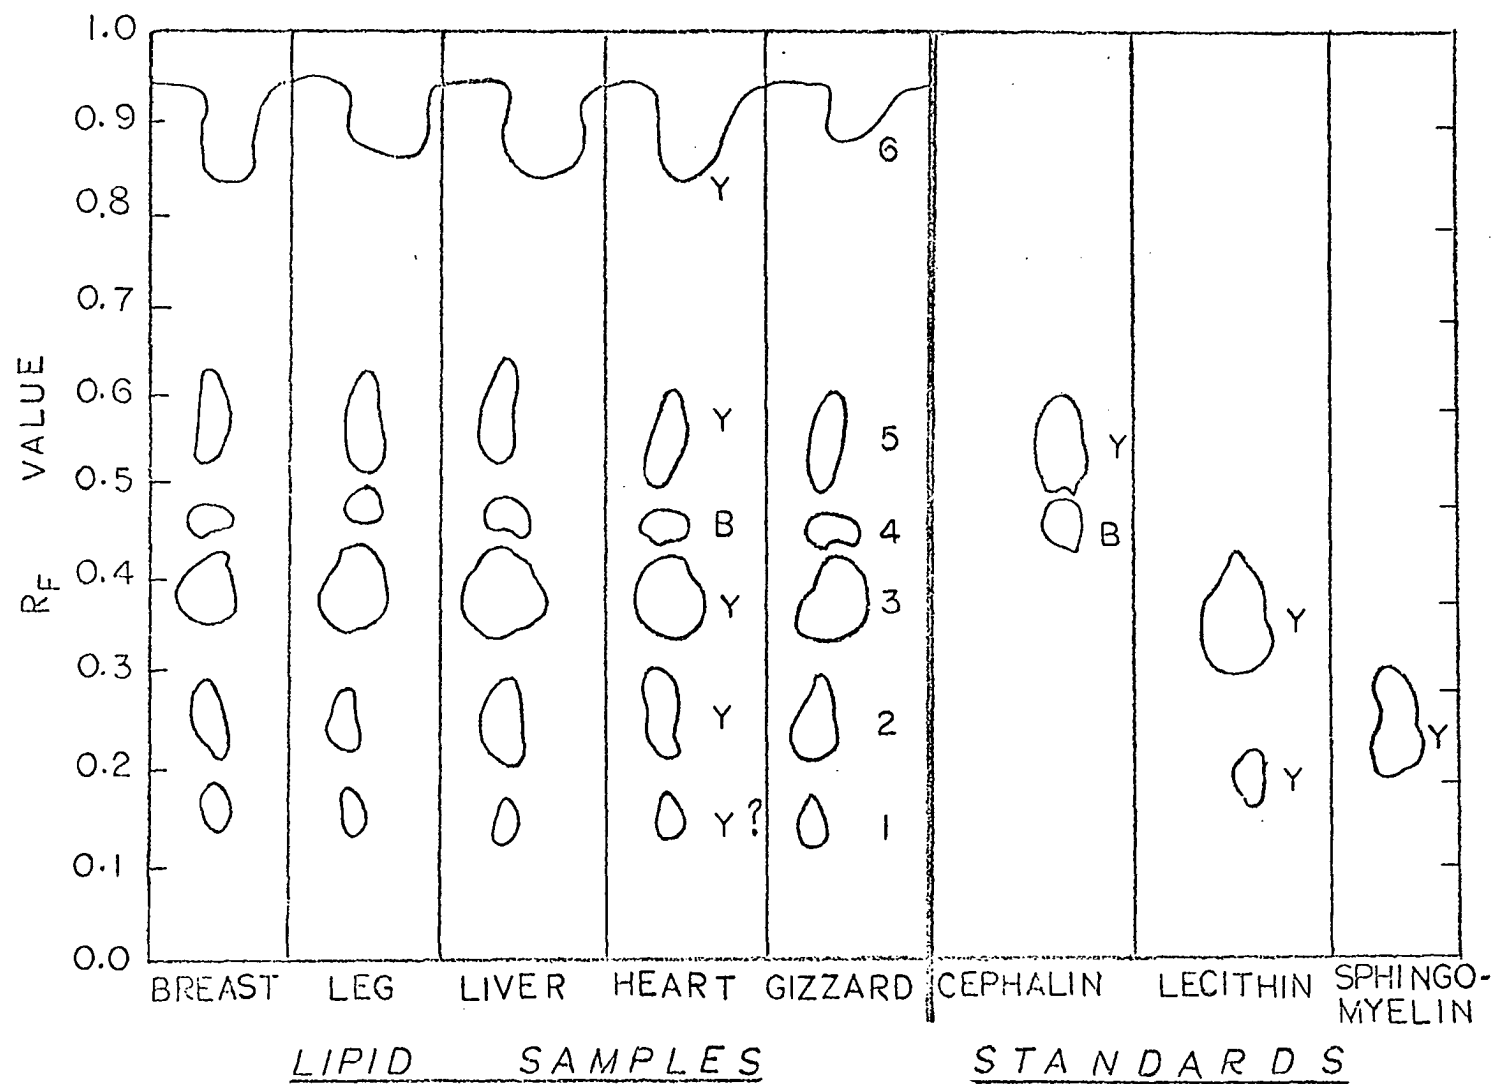 1.0
0.9
0.8
0.7
0.6
0.5
0.4
0.3
0.2
0.1
0.0
RF VALUE
6
Y
Y
5
Y
B
4
B
Y
3
Y
Y
2
Y
Y
Y?
1
BREAST LEG LIVER HEART GIZZARD CEPHALIN LECITHIN SPHINGO-
MYELIN
LIPID SAMPLES STANDARDS